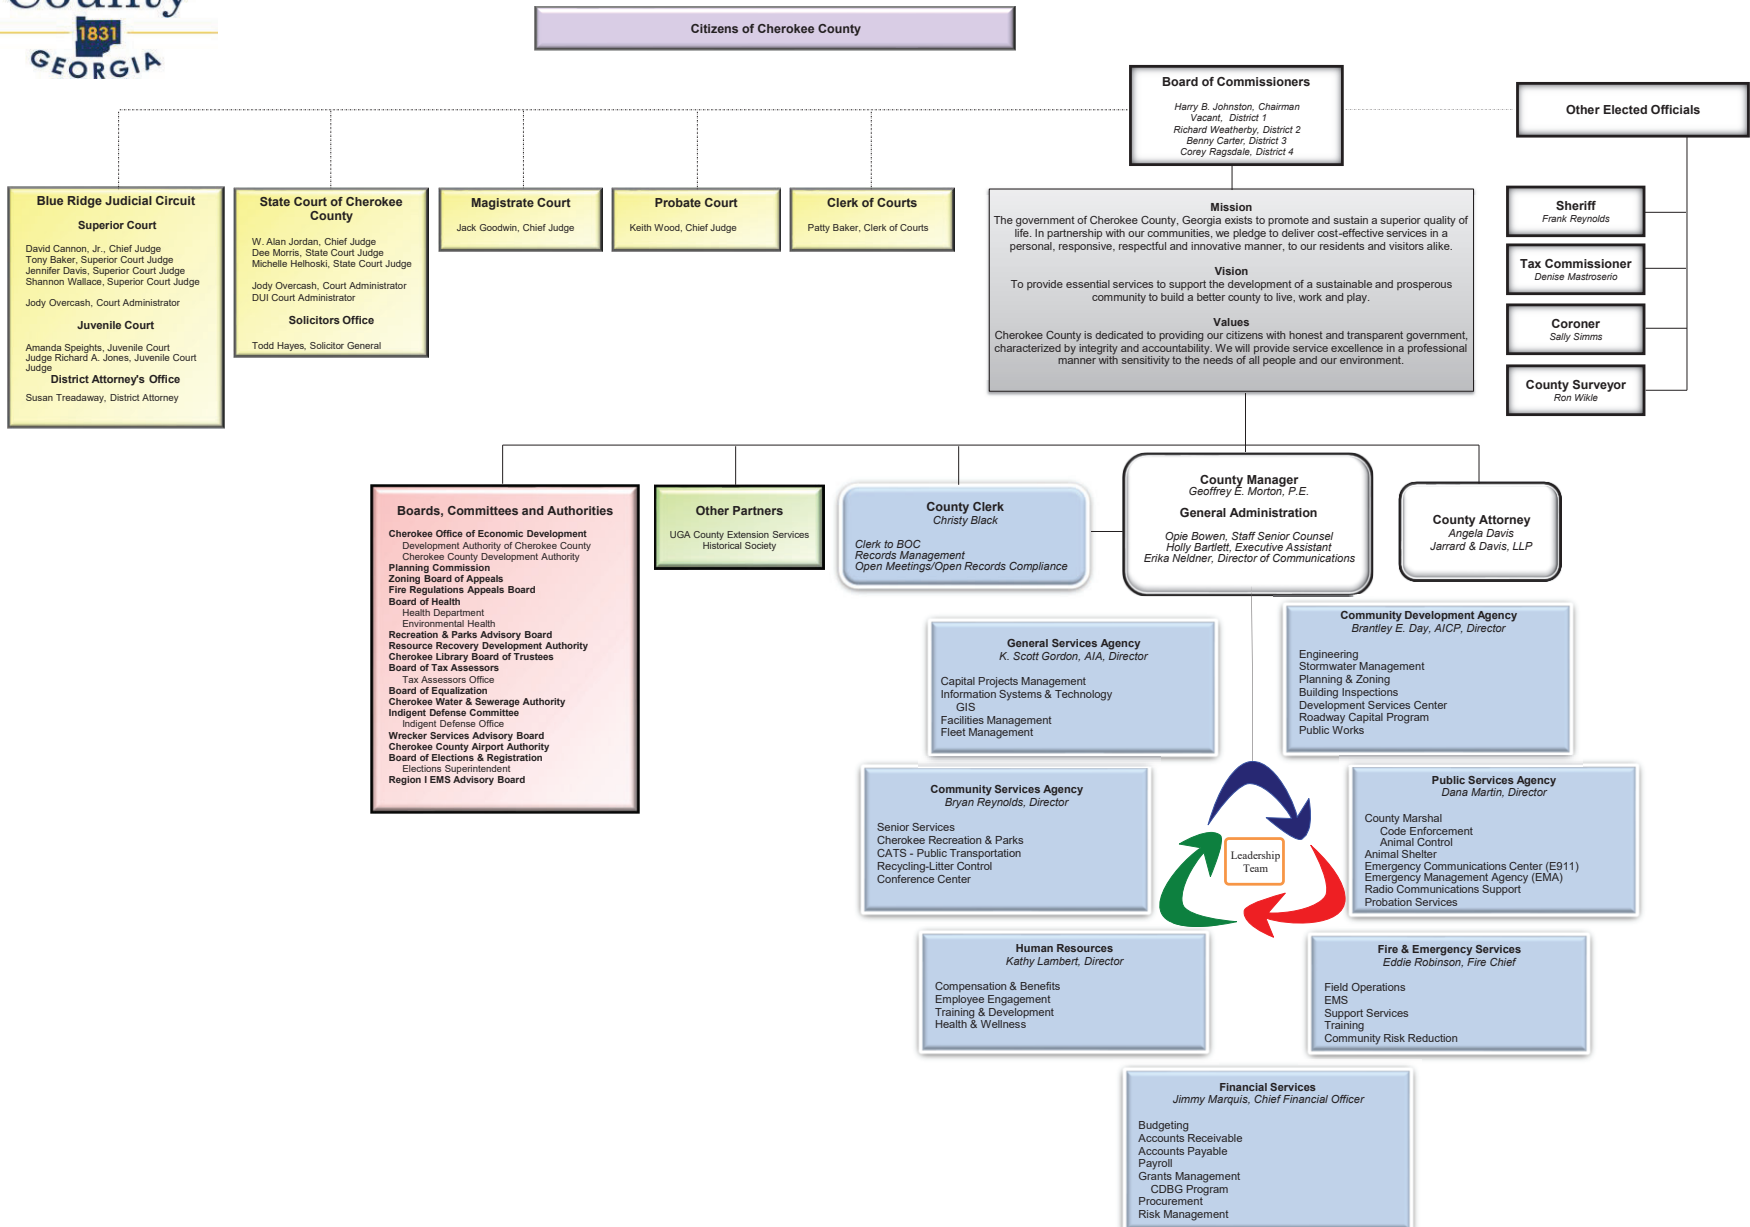 County
1831
GEORGIA
Citizens of Cherokee County
Board of Commissioners
Harry B. Johnston, Chairman
Vacant, District 1
Richard Weatherby, District 2
Benny Carter, District 3
Corey Ragsdale, District 4
Other Elected Officials
Blue Ridge Judicial Circuit
Superior Court
David Cannon, Jr., Chief Judge
Tony Baker, Superior Court Judge
Jennifer Davis, Superior Court Judge
Shannon Wallace, Superior Court Judge
Jody Overcash, Court Administrator
Juvenile Court
Amanda Speights, Juvenile Court
Judge Richard A. Jones, Juvenile Court
Judge
District Attorney's Office
Susan Treadaway, District Attorney
State Court of Cherokee
County
W. Alan Jordan, Chief Judge
Dee Morris, State Court Judge
Michelle Helhoski, State Court Judge
Jody Overcash, Court Administrator
DUI Court Administrator
Solicitors Office
Todd Hayes, Solicitor General
Magistrate Court
Jack Goodwin, Chief Judge
Probate Court
Keith Wood, Chief Judge
Clerk of Courts
Patty Baker, Clerk of Courts
Mission
The government of Cherokee County, Georgia exists to promote and sustain a superior quality of
life. In partnership with our communities, we pledge to deliver cost-effective services in a
personal, responsive, respectful and innovative manner, to our residents and visitors alike.
Vision
To provide essential services to support the development of a sustainable and prosperous
community to build a better county to live, work and play.
Values
Cherokee County is dedicated to providing our citizens with honest and transparent government,
characterized by integrity and accountability. We will provide service excellence in a professional
manner with sensitivity to the needs of all people and our environment.
Sheriff
Frank Reynolds
Tax Commissioner
Denise Mastroserio
Coroner
Sally Simms
County Surveyor
Ron Wikle
Boards, Committees and Authorities
Cherokee Office of Economic Development
Development Authority of Cherokee County
Cherokee County Development Authority
Planning Commission
Zoning Board of Appeals
Fire Regulations Appeals Board
Board of Health
Health Department
Environmental Health
Recreation & Parks Advisory Board
Resource Recovery Development Authority
Cherokee Library Board of Trustees
Board of Tax Assessors
Tax Assessors Office
Board of Equalization
Cherokee Water & Sewerage Authority
Indigent Defense Committee
Indigent Defense Office
Wrecker Services Advisory Board
Cherokee County Airport Authority
Board of Elections & Registration
Elections Superintendent
Region I EMS Advisory Board
Other Partners
UGA County Extension Services
Historical Society
County Clerk
Christy Black
Clerk to BOC
Records Management
Open Meetings/Open Records Compliance
County Manager
Geoffrey E. Morton, P.E.
General Administration
Opie Bowen, Staff Senior Counsel
Holly Bartlett, Executive Assistant
Erika Neldner, Director of Communications
County Attorney
Angela Davis
Jarrard & Davis, LLP
General Services Agency
K. Scott Gordon, AIA, Director
Capital Projects Management
Information Systems & Technology
GIS
Facilities Management
Fleet Management
Community Development Agency
Brantley E. Day, AICP, Director
Engineering
Stormwater Management
Planning & Zoning
Building Inspections
Development Services Center
Roadway Capital Program
Public Works
Community Services Agency
Bryan Reynolds, Director
Senior Services
Cherokee Recreation & Parks
CATS - Public Transportation
Recycling-Litter Control
Conference Center
Leadership
Team
Public Services Agency
Dana Martin, Director
County Marshal
Code Enforcement
Animal Control
Animal Shelter
Emergency Communications Center (E911)
Emergency Management Agency (EMA)
Radio Communications Support
Probation Services
Human Resources
Kathy Lambert, Director
Compensation & Benefits
Employee Engagement
Training & Development
Health & Wellness
Fire & Emergency Services
Eddie Robinson, Fire Chief
Field Operations
EMS
Support Services
Training
Community Risk Reduction
Financial Services
Jimmy Marquis, Chief Financial Officer
Budgeting
Accounts Receivable
Accounts Payable
Payroll
Grants Management
CDBG Program
Procurement
Risk Management